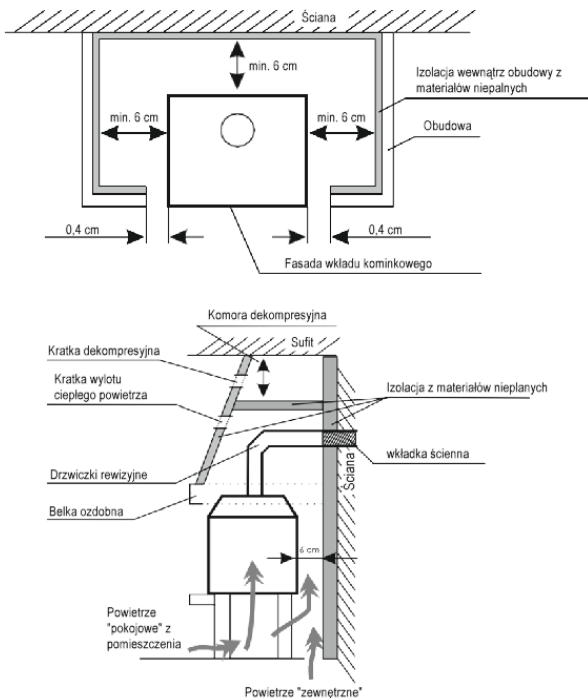 Ściana
min. 6 cm
min. 6 cm
min. 6 cm
Izolacja wewnątrz obudowy z
materiałów niepalnych
Obudowa
0,4 cm
0,4 cm
Fasada wkładu kominkowego
Komora dekompresyjna
Sufit
Kratka dekompresyjna
Kratka wylotu
ciepłego powietrza
Izolacja z materiałów nieplanych
Drzwiczki rewizyjne
wkładka ścienna
Ściana
Belka ozdobna
6 cm
Powietrze
"pokojowe" z
pomieszczenia
Powietrze "zewnętrzne"